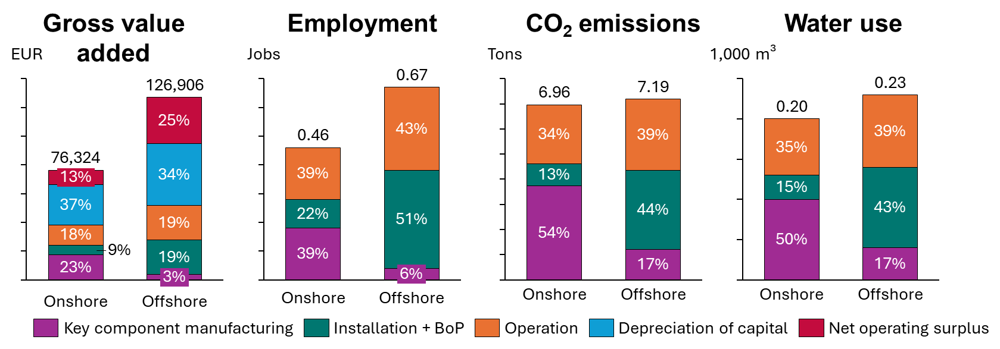 Gross value
added
EUR
126,906
25%
34%
19%
19%
3%
76,324
13%
37%
18%
9%
23%
Onshore
Offshore
Employment
Jobs
0.67
43%
51%
6%
0.46
39%
22%
39%
Onshore
Offshore
CO₂ emissions
Tons
6.96
34%
13%
54%
7.19
39%
44%
17%
Onshore
Offshore
Water use
1,000 m³
0.20
35%
15%
50%
0.23
39%
43%
17%
Onshore
Offshore
Key component manufacturing
Installation + BoP
Operation
Depreciation of capital
Net operating surplus